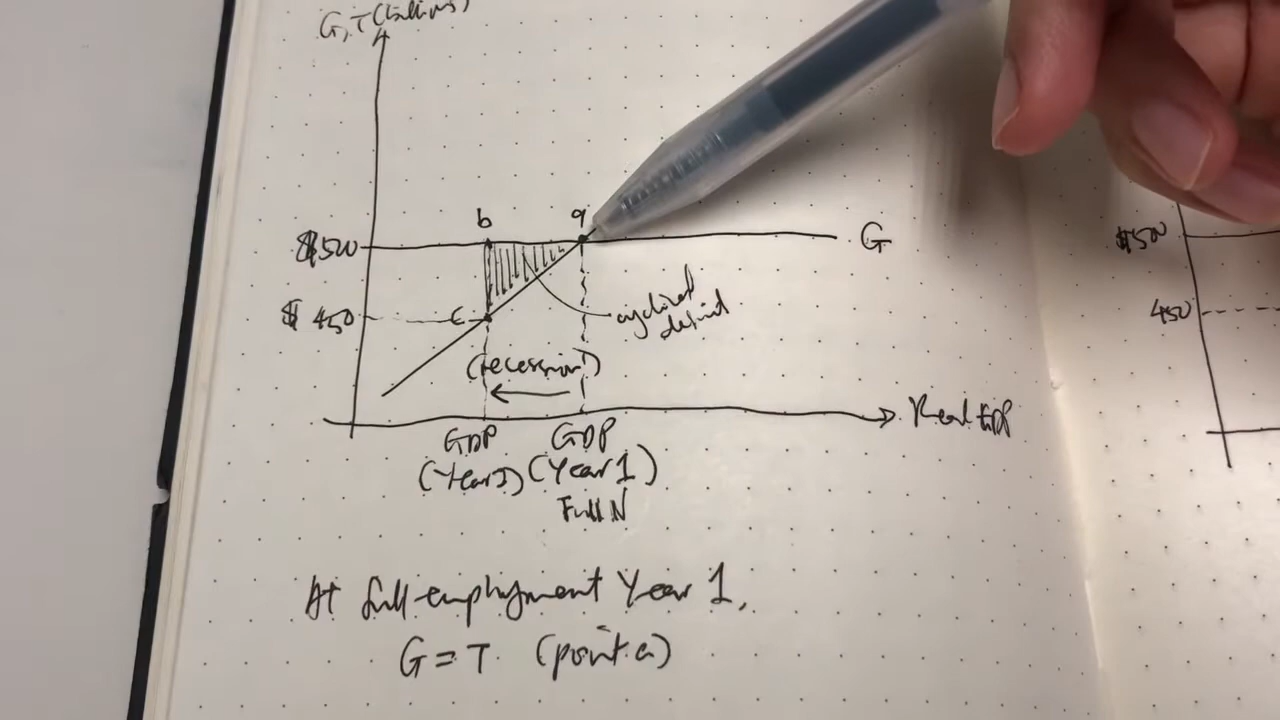 G, T (billions)
b
a
$500
G
$ 450
c
cyclical
deficit
(recession)
Real GDP
GDP
GDP
(Year 2)
(Year 1)
Full N
At full-employment Year 1,
G = T (point a)
$500
450